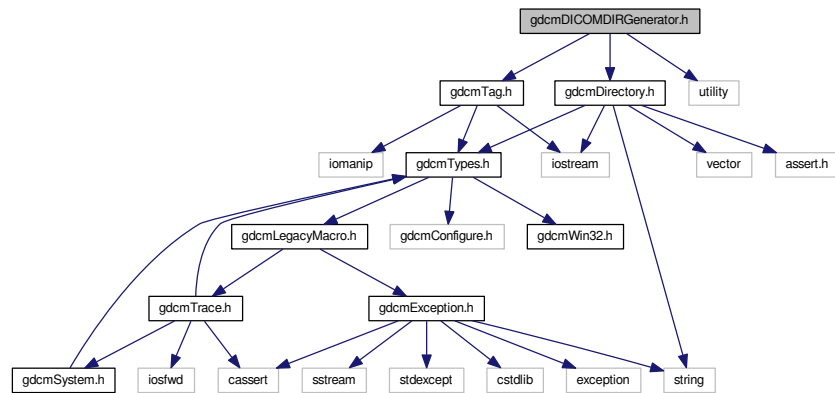 gdcmDICOMDIRGenerator.h
gdcmTag.h
gdcmDirectory.h
utility
iomanip
gdcmTypes.h
iostream
vector
assert.h
gdcmLegacyMacro.h
gdcmConfigure.h
gdcmWin32.h
gdcmTrace.h
gdcmException.h
gdcmSystem.h
iosfwd
cassert
sstream
stdexcept
cstdlib
exception
string